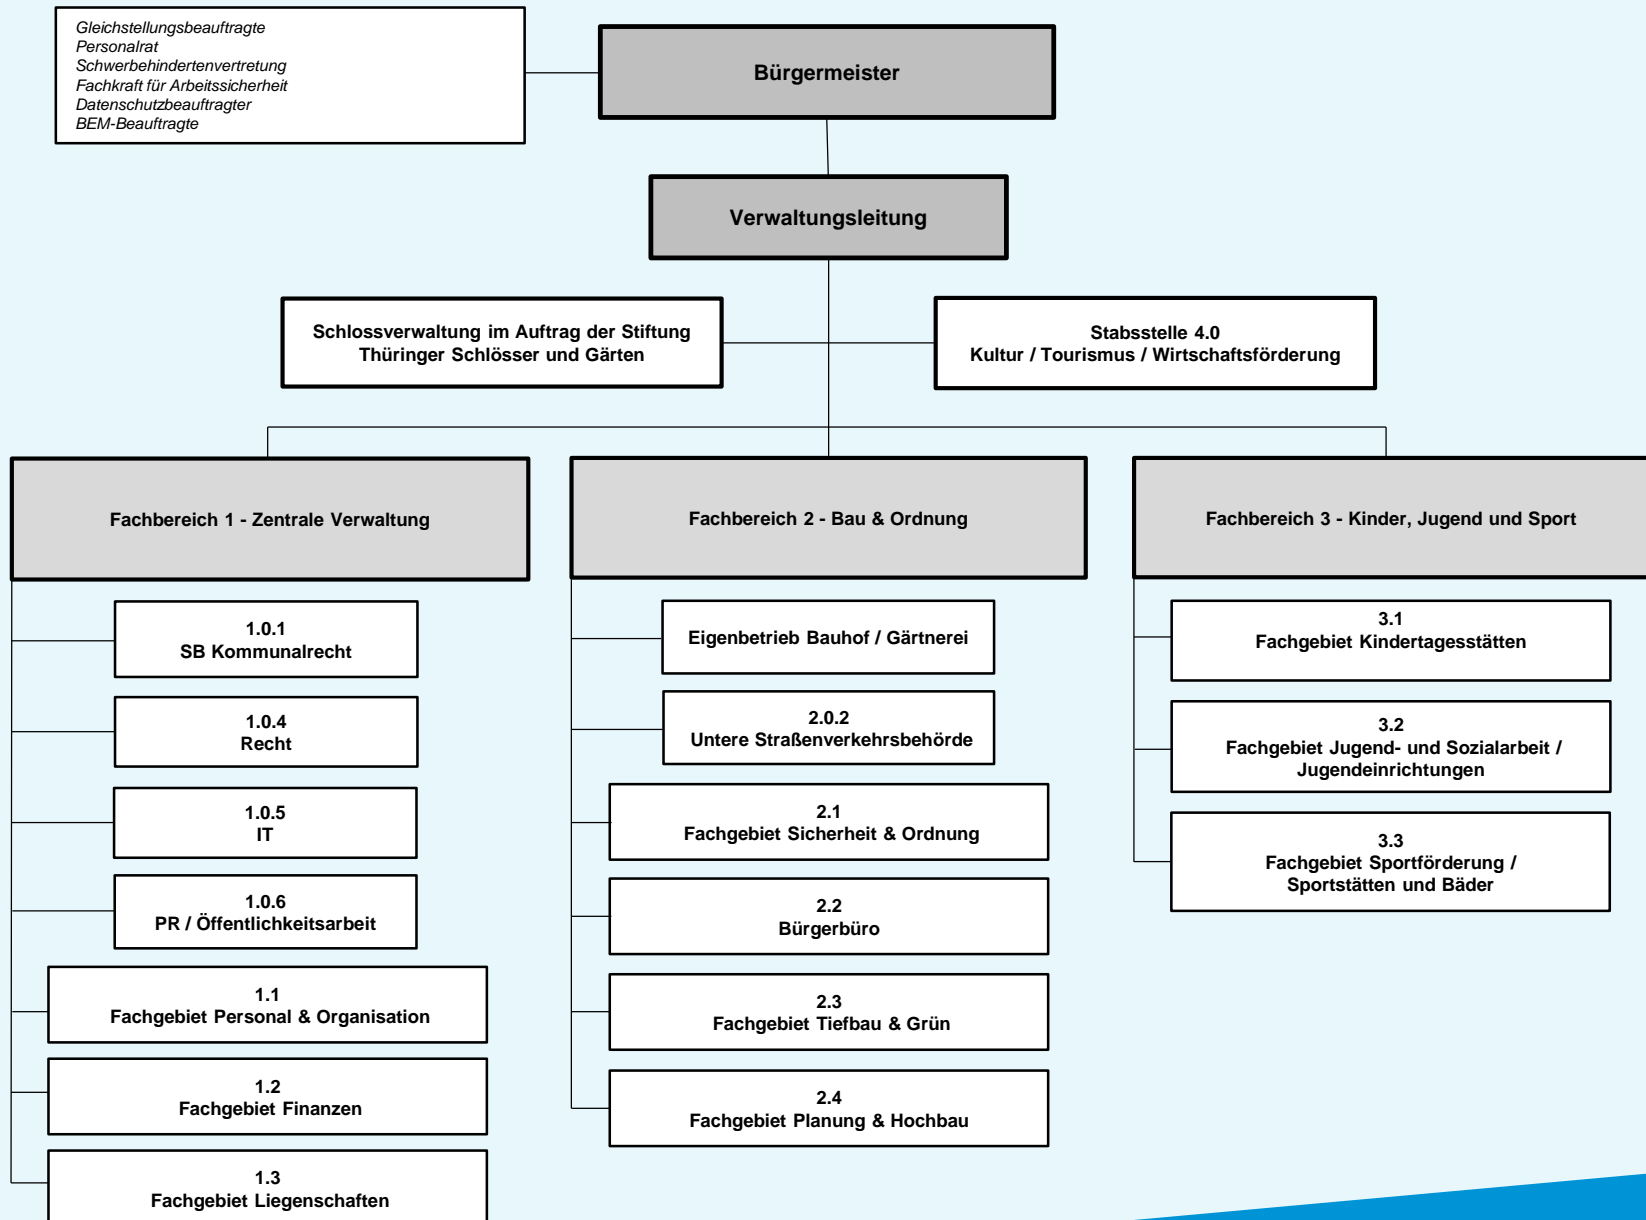 Gleichstellungsbeauftragte
Personalrat
Schwerbehindertenvertretung
Fachkraft für Arbeitssicherheit
Datenschutzbeauftragter
BEM-Beauftragte
Bürgermeister
Verwaltungsleitung
Schlossverwaltung im Auftrag der Stiftung
Thüringer Schlösser und Gärten
Stabsstelle 4.0
Kultur / Tourismus / Wirtschaftsförderung
Fachbereich 1 - Zentrale Verwaltung
1.0.1
SB Kommunalrecht
1.0.4
Recht
1.0.5
IT
1.0.6
PR / Öffentlichkeitsarbeit
1.1
Fachgebiet Personal & Organisation
1.2
Fachgebiet Finanzen
1.3
Fachgebiet Liegenschaften
Fachbereich 2 - Bau & Ordnung
Eigenbetrieb Bauhof / Gärtnerei
2.0.2
Untere Straßenverkehrsbehörde
2.1
Fachgebiet Sicherheit & Ordnung
2.2
Bürgerbüro
2.3
Fachgebiet Tiefbau & Grün
2.4
Fachgebiet Planung & Hochbau
Fachbereich 3 - Kinder, Jugend und Sport
3.1
Fachgebiet Kindertagesstätten
3.2
Fachgebiet Jugend- und Sozialarbeit /
Jugendeinrichtungen
3.3
Fachgebiet Sportförderung /
Sportstätten und Bäder